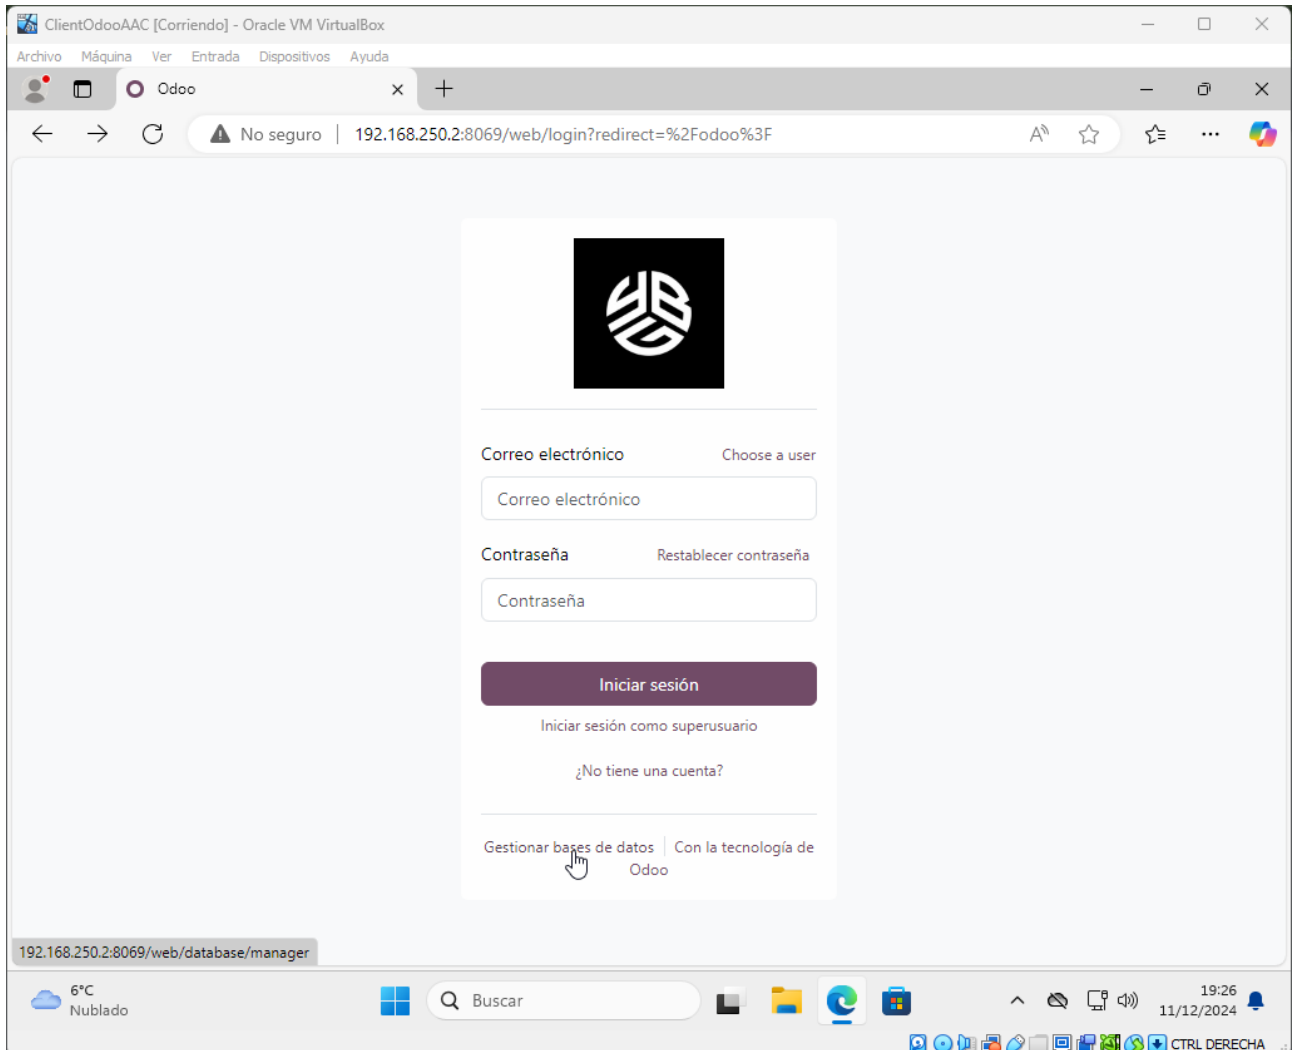 ClientOdooAAC [Corriendo] - Oracle VM VirtualBox
Archivo Máquina Ver Entrada Dispositivos Ayuda
Odoo
No seguro 192.168.250.2:8069/web/login?redirect=%2Fodoo%3F
YBG
Correo electrónico Choose a user
Correo electrónico
Contraseña Restablecer contraseña
Contraseña
Iniciar sesión
Iniciar sesión como superusuario
¿No tiene una cuenta?
Gestionar bases de datos Con la tecnología de
Odoo
192.168.250.2:8069/web/database/manager
6°C
Nublado
Buscar
19:26
11/12/2024
CTRL DERECHA